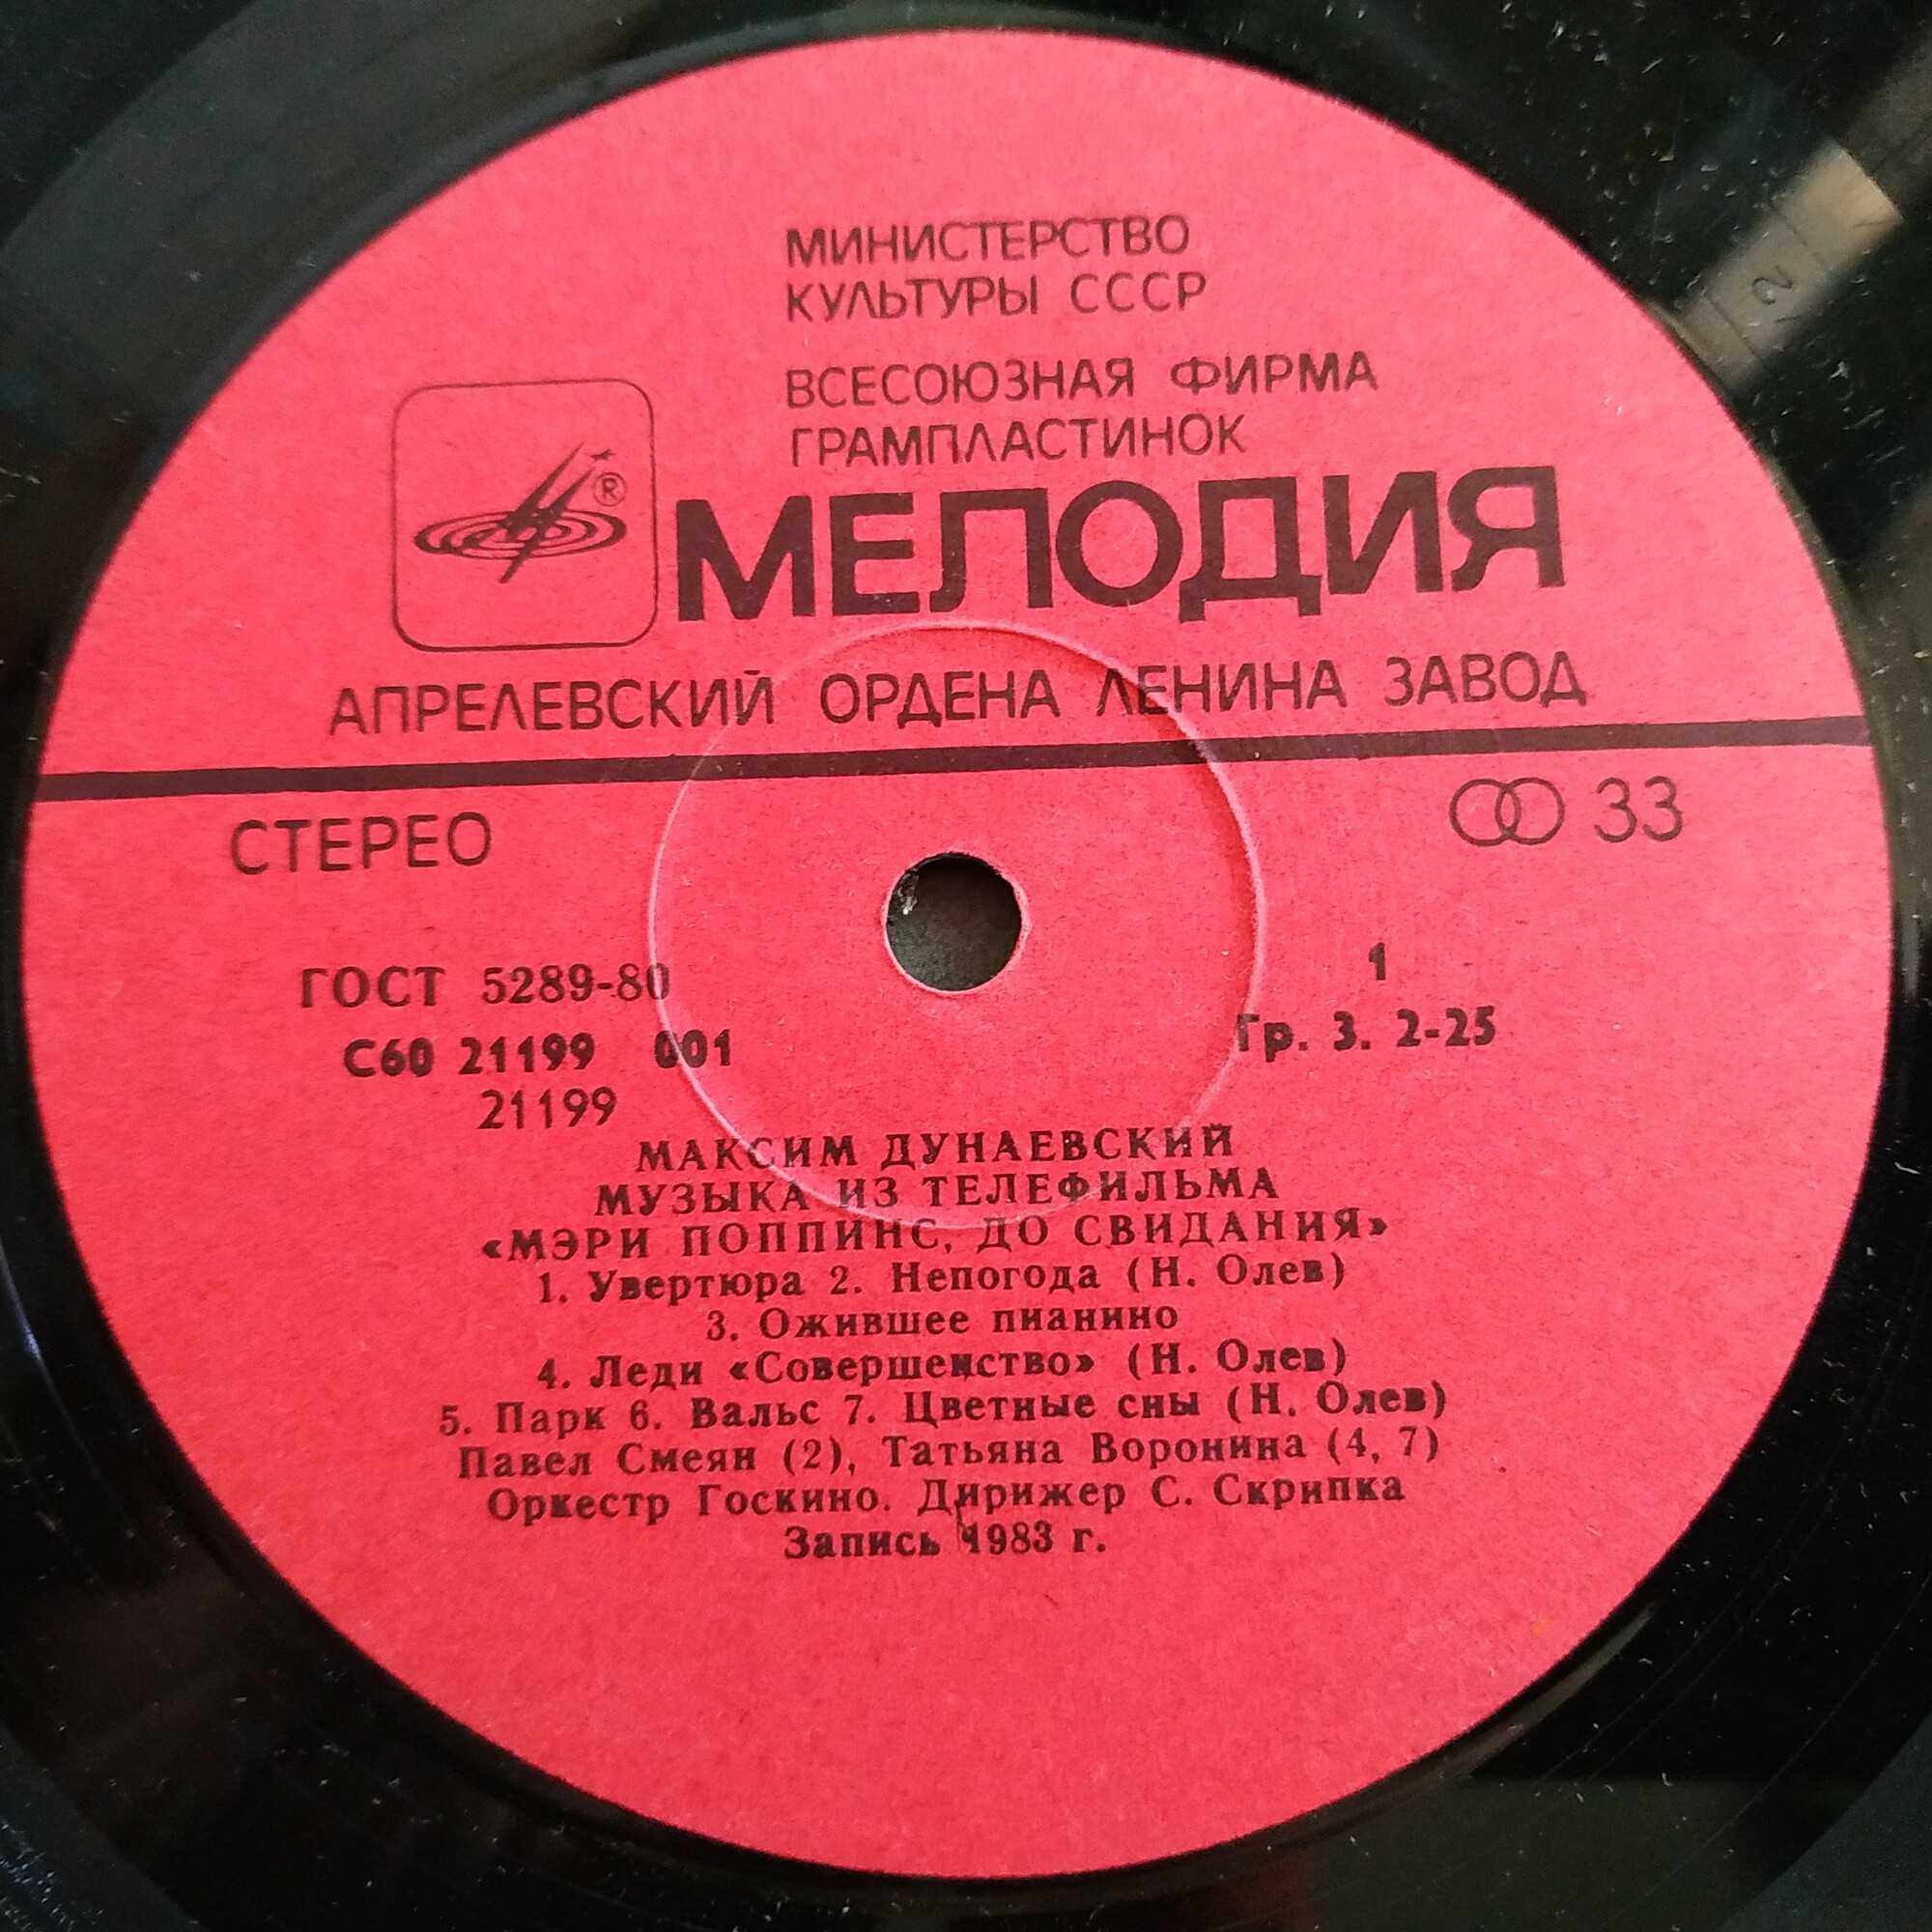 МИНИСТЕРСТВО
КУЛЬТУРЫ СССР
ВСЕСОЮЗНАЯ ФИРМА
ГРАМПЛАСТИНОК
®
МЕЛОДИЯ
АПРЕЛЕВСКИЙ ОРДЕНА ЛЕНИНА ЗАВОД
СТЕРЕО
33
ГОСТ 5289-80
1
С60 21199 001
Гр. 3. 2-25
21199
МАКСИМ ДУНАЕВСКИЙ
МУЗЫКА ИЗ ТЕЛЕФИЛЬМА
«МЭРИ ПОППИНС, ДО СВИДАНИЯ»
1. Увертюра 2. Непогода (Н. Олев)
3. Ожившее пианино
4. Леди «Совершенство» (Н. Олев)
5. Парк 6. Вальс 7. Цветные сны (Н. Олев)
Павел Смеян (2), Татьяна Воронина (4, 7)
Оркестр Госкино. Дирижер С. Скрипка
Запись 1983 г.
2